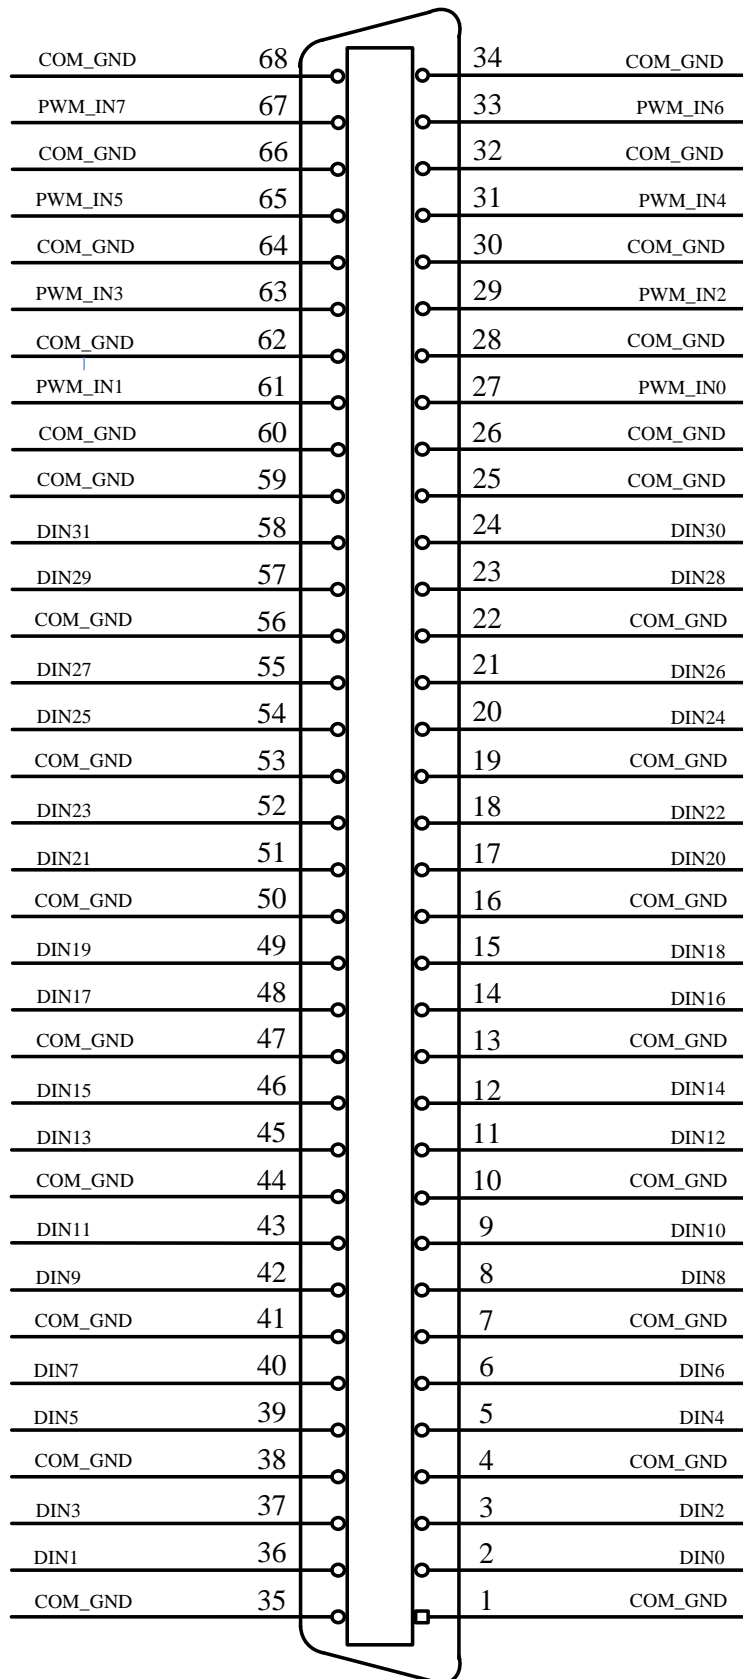 COM_GND 68 34 COM_GND
PWM_IN7 67 33 PWM_IN6
COM_GND 66 32 COM_GND
PWM_IN5 65 31 PWM_IN4
COM_GND 64 30 COM_GND
PWM_IN3 63 29 PWM_IN2
COM_GND 62 28 COM_GND
PWM_IN1 61 27 PWM_IN0
COM_GND 60 26 COM_GND
COM_GND 59 25 COM_GND
DIN31 58 24 DIN30
DIN29 57 23 DIN28
COM_GND 56 22 COM_GND
DIN27 55 21 DIN26
DIN25 54 20 DIN24
COM_GND 53 19 COM_GND
DIN23 52 18 DIN22
DIN21 51 17 DIN20
COM_GND 50 16 COM_GND
DIN19 49 15 DIN18
DIN17 48 14 DIN16
COM_GND 47 13 COM_GND
DIN15 46 12 DIN14
DIN13 45 11 DIN12
COM_GND 44 10 COM_GND
DIN11 43 9 DIN10
DIN9 42 8 DIN8
COM_GND 41 7 COM_GND
DIN7 40 6 DIN6
DIN5 39 5 DIN4
COM_GND 38 4 COM_GND
DIN3 37 3 DIN2
DIN1 36 2 DIN0
COM_GND 35 1 COM_GND